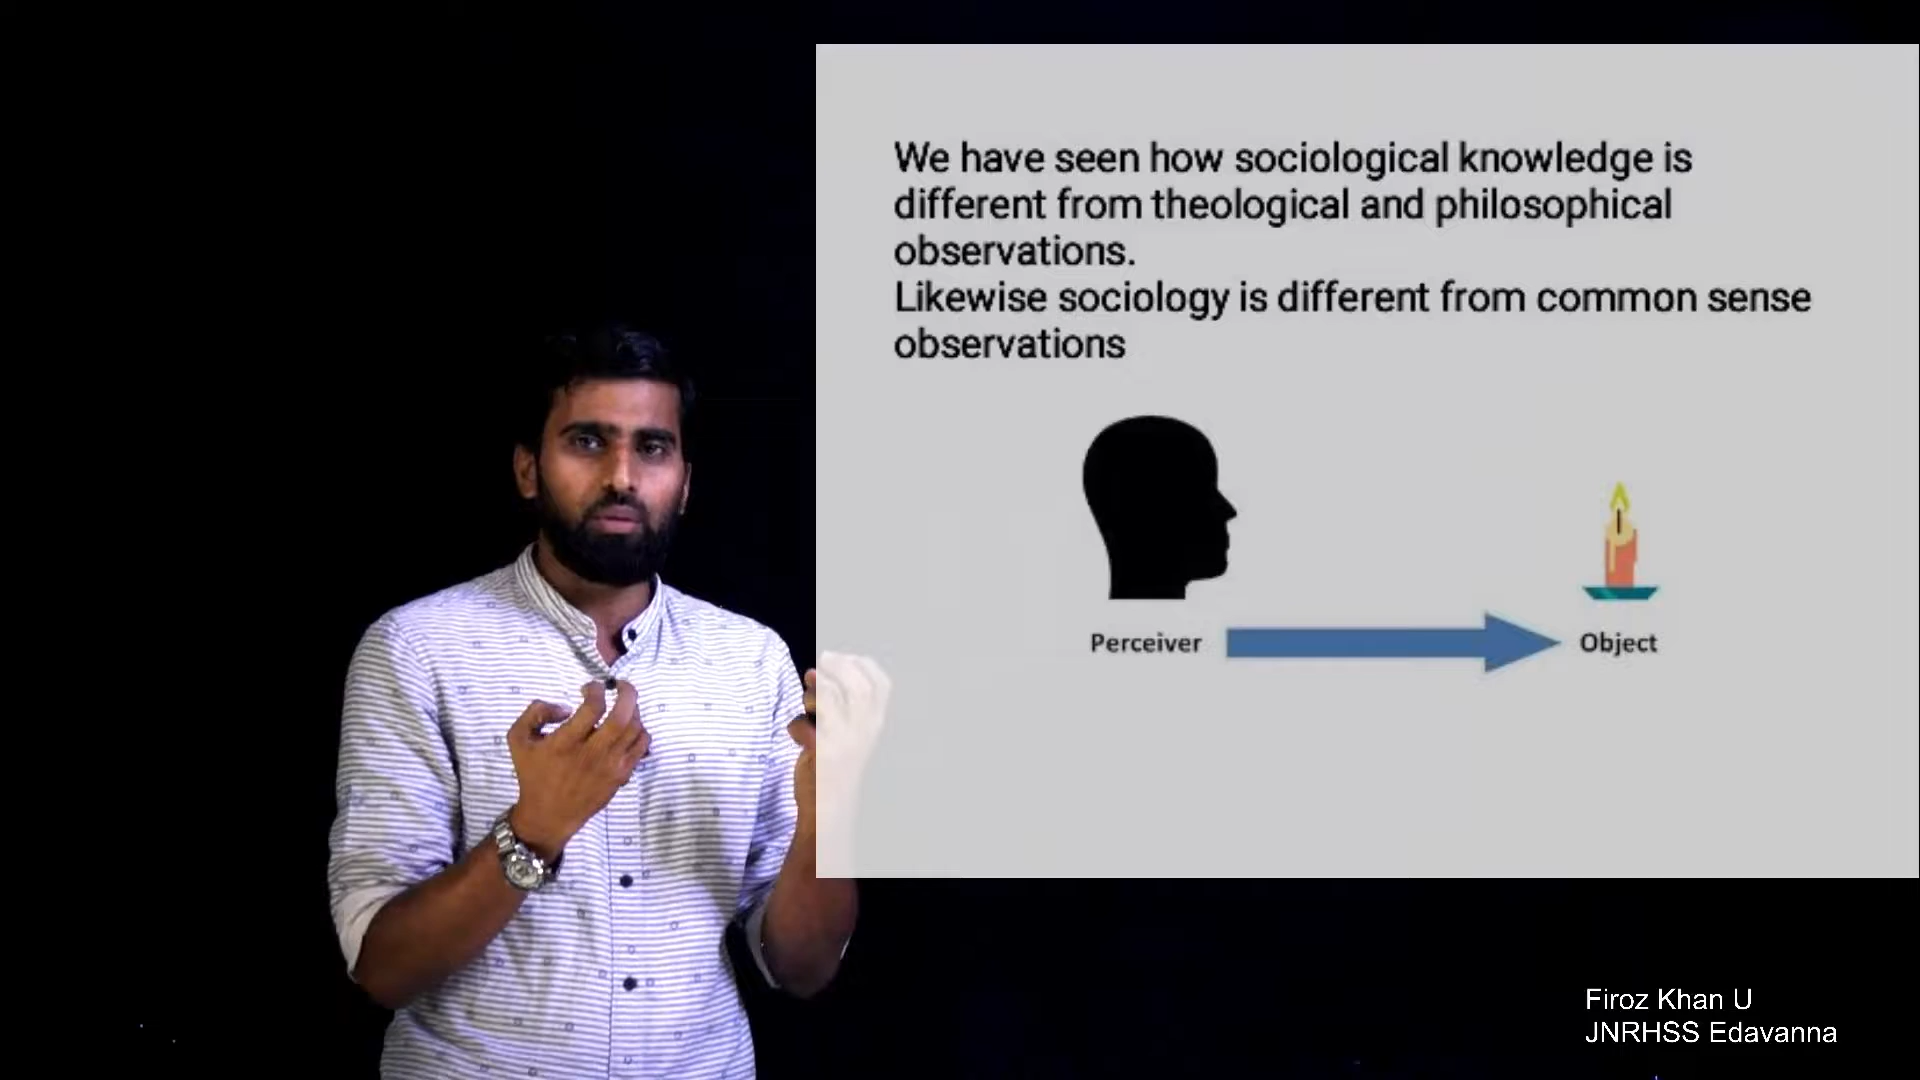 We have seen how sociological knowledge is
different from theological and philosophical
observations.
Likewise sociology is different from common sense
observations
Perceiver
Object
Firoz Khan U
JNRHSS Edavanna